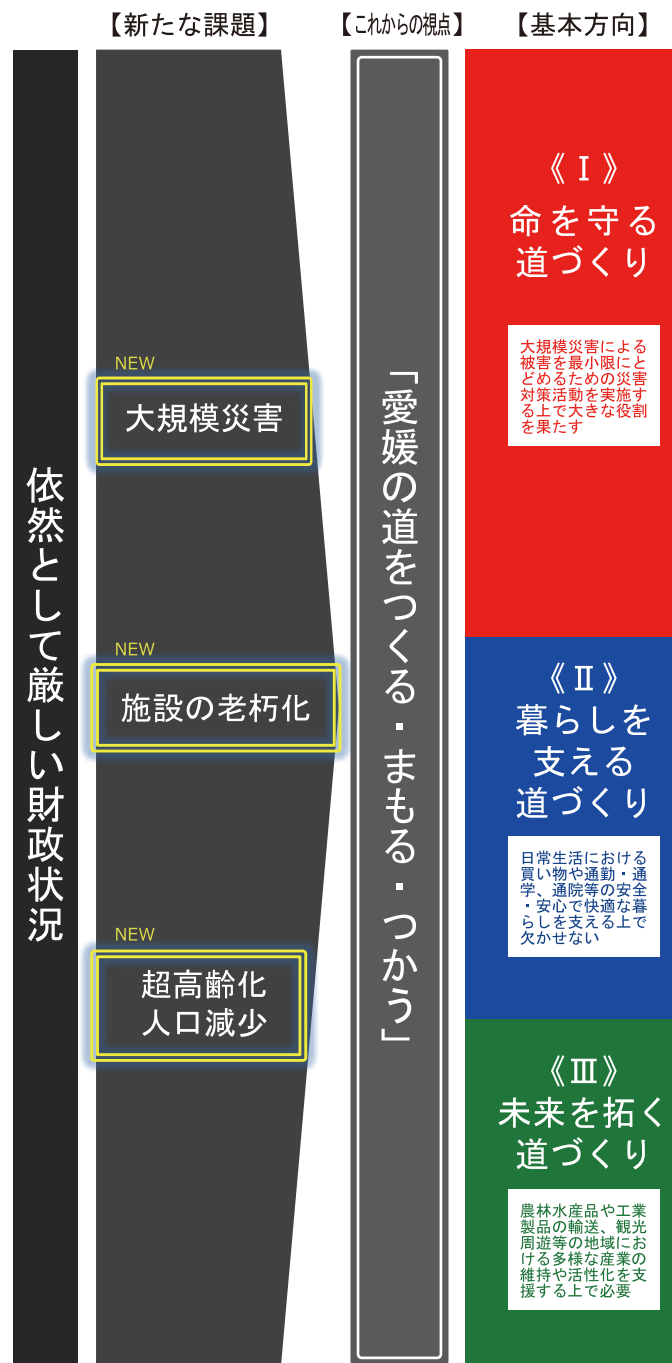 【新たな課題】
【これからの視点】
【基本方向】
依然として厳しい財政状況
NEW
大規模災害
NEW
施設の老朽化
NEW
超高齢化
人口減少
「愛媛の道をつくる・まもる・つかう」
《Ⅰ》
命を守る
道づくり
大規模災害による
被害を最小限にと
どめるための災害
対策活動を実施す
る上で大きな役割
を果たす
《Ⅱ》
暮らしを
支える
道づくり
日常生活における
買い物や通勤・通
学、通院等の安全
・安心で快適な暮
らしを支える上で
欠かせない
《Ⅲ》
未来を拓く
道づくり
農林水産品や工業
製品の輸送、観光
周遊等の地域にお
ける多様な産業の
維持や活性化を支
援する上で必要